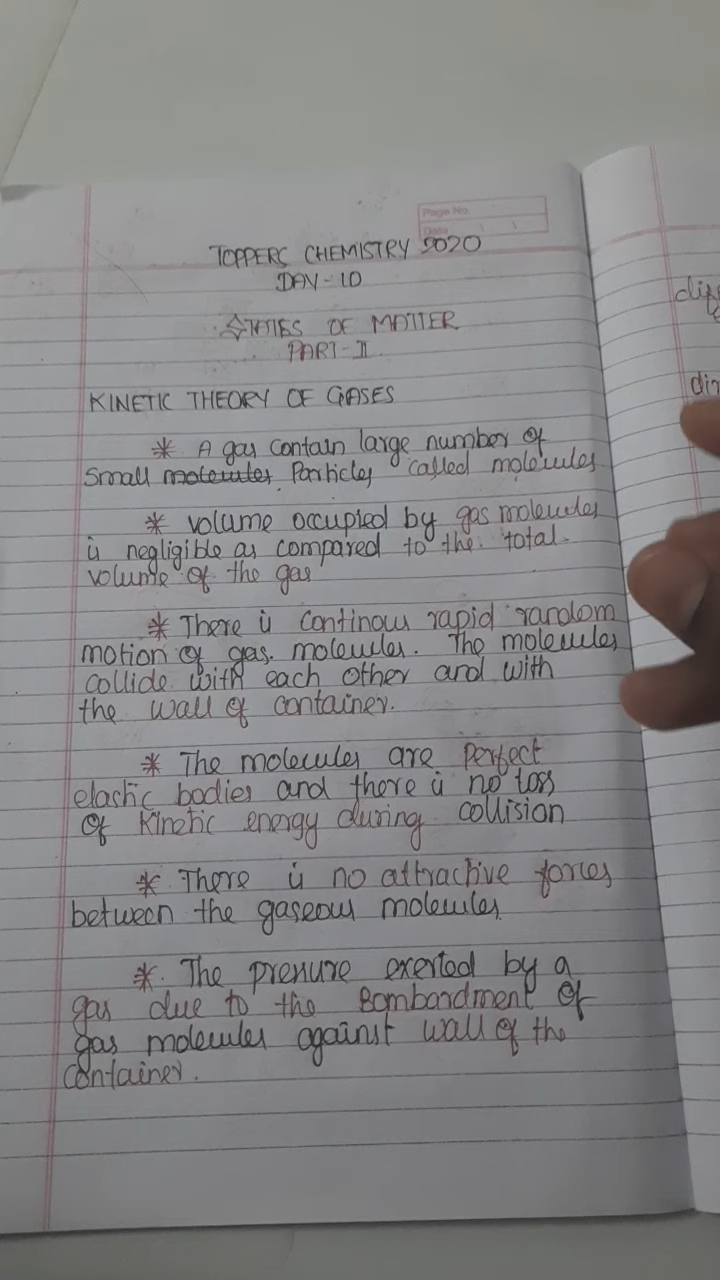 Page No.
Date
TOPPERS CHEMISTRY 2020
DAY-10
STATES OF MATTER
PART-II
KINETIC THEORY OF GASES
* A gas contain large number of
small molecules Particles called molecules
* volume occupied by gas molecules
is negligible as compared to the total
volume of the gas
* There is continous rapid random
motion of gas molecules. The molecules
collide with each other and with
the wall of container.
* The molecules are perfect
elastic bodies and there is no loss
of kinetic energy during collision
* There is no attractive forces
between the gaseous molecules
* The pressure exerted by a
gas due to the Bombardment of
gas molecules against wall of the
container.